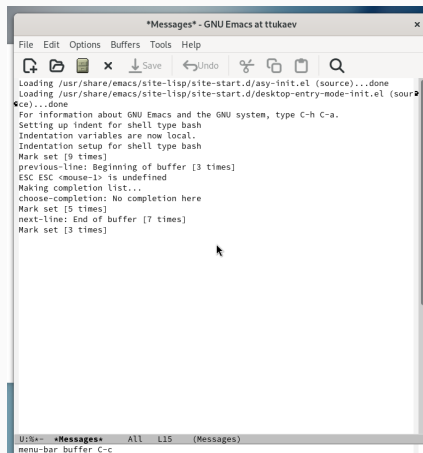 *Messages* - GNU Emacs at ttukaev
File Edit Options Buffers Tools Help
Save Undo
Loading /usr/share/emacs/site-lisp/site-start.d/asy-init.el (source)...done
Loading /usr/share/emacs/site-lisp/site-start.d/desktop-entry-mode-init.el (sour
ce)...done
For information about GNU Emacs and the GNU system, type C-h C-a.
Setting up indent for shell type bash
Indentation variables are now local.
Indentation setup for shell type bash
Mark set [9 times]
previous-line: Beginning of buffer [3 times]
ESC ESC <mouse-1> is undefined
Making completion list...
choose-completion: No completion here
Mark set [5 times]
next-line: End of buffer [7 times]
Mark set [3 times]
U:%*- *Messages* All L15 (Messages)
menu-bar buffer C-c